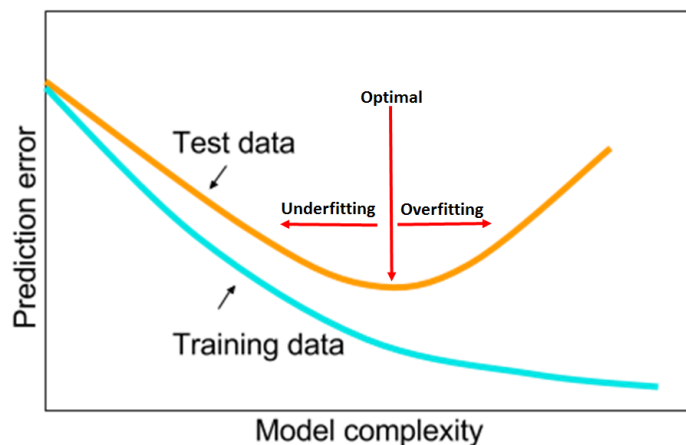 Optimal
Test data
Underfitting
Overfitting
Prediction error
Training data
Model complexity